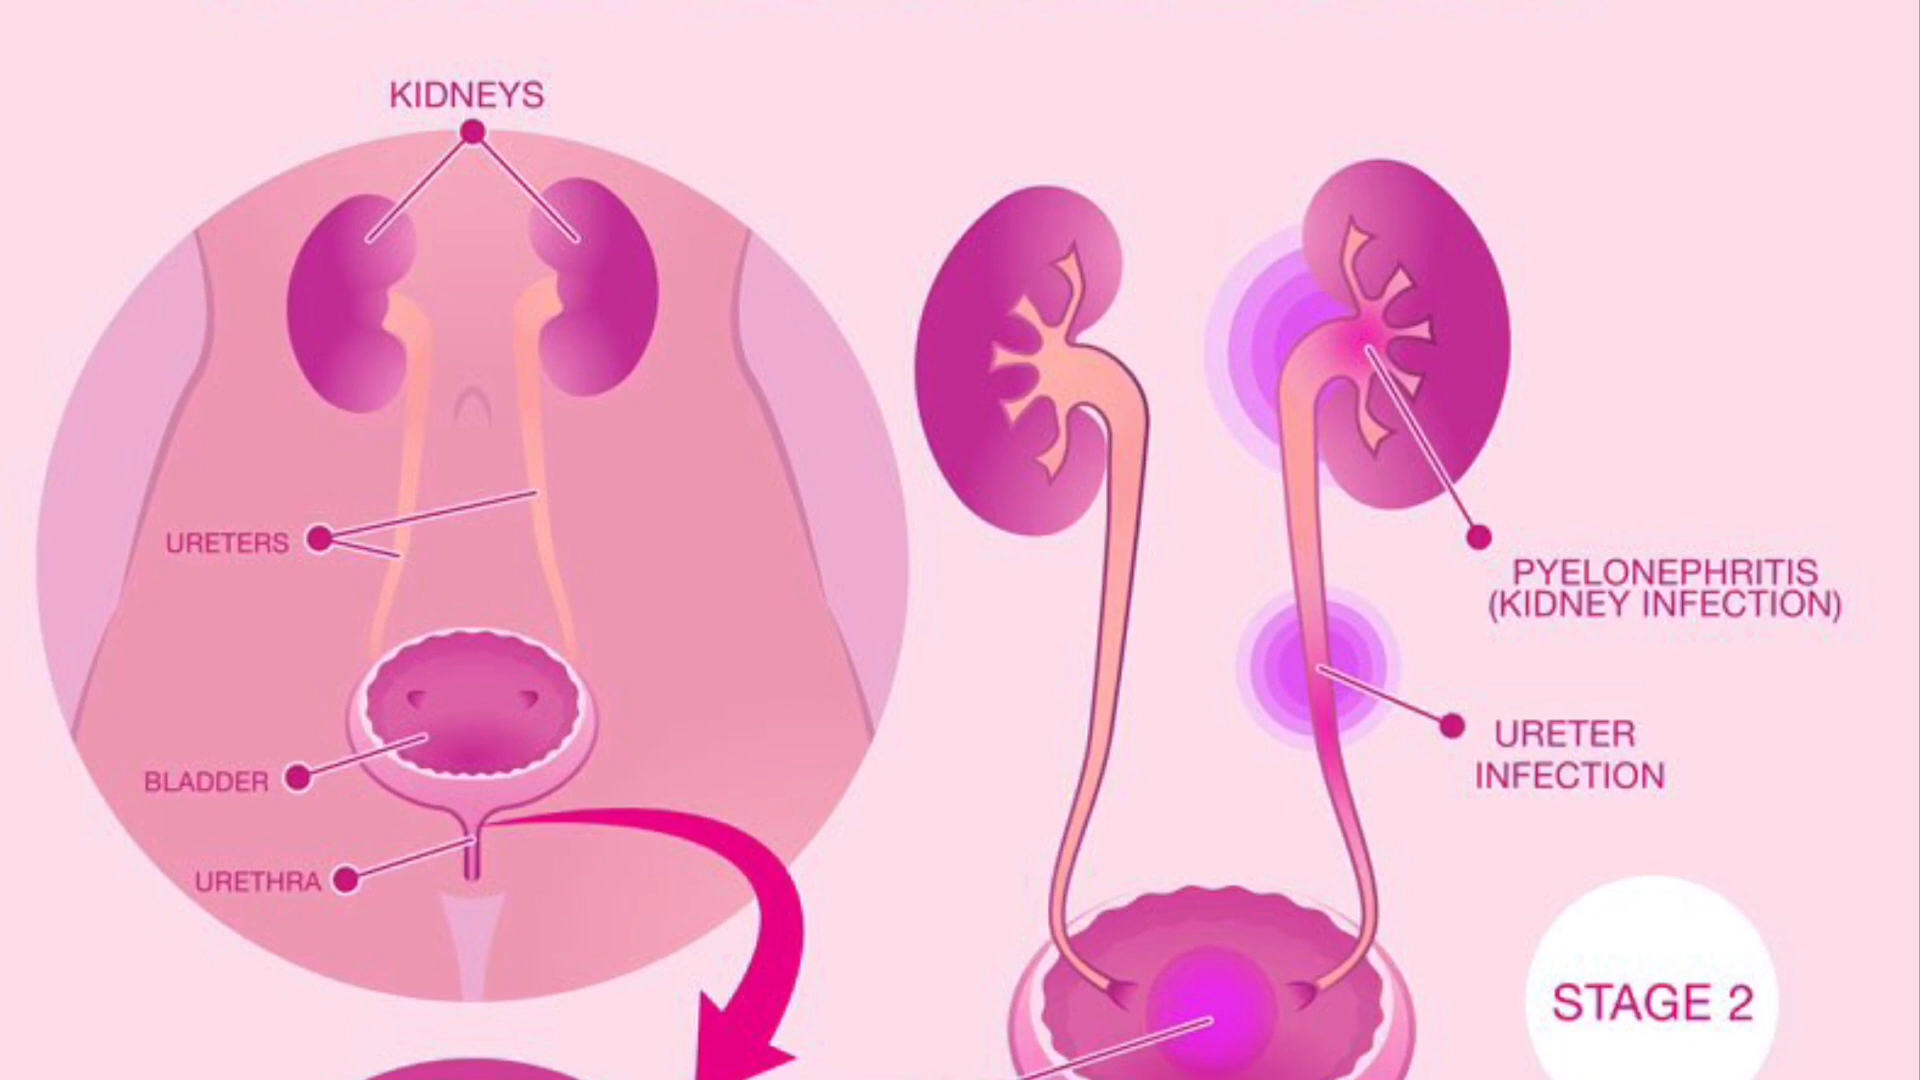 KIDNEYS
URETERS
BLADDER
URETHRA
PYELONEPHRITIS
(KIDNEY INFECTION)
URETER
INFECTION
STAGE 2